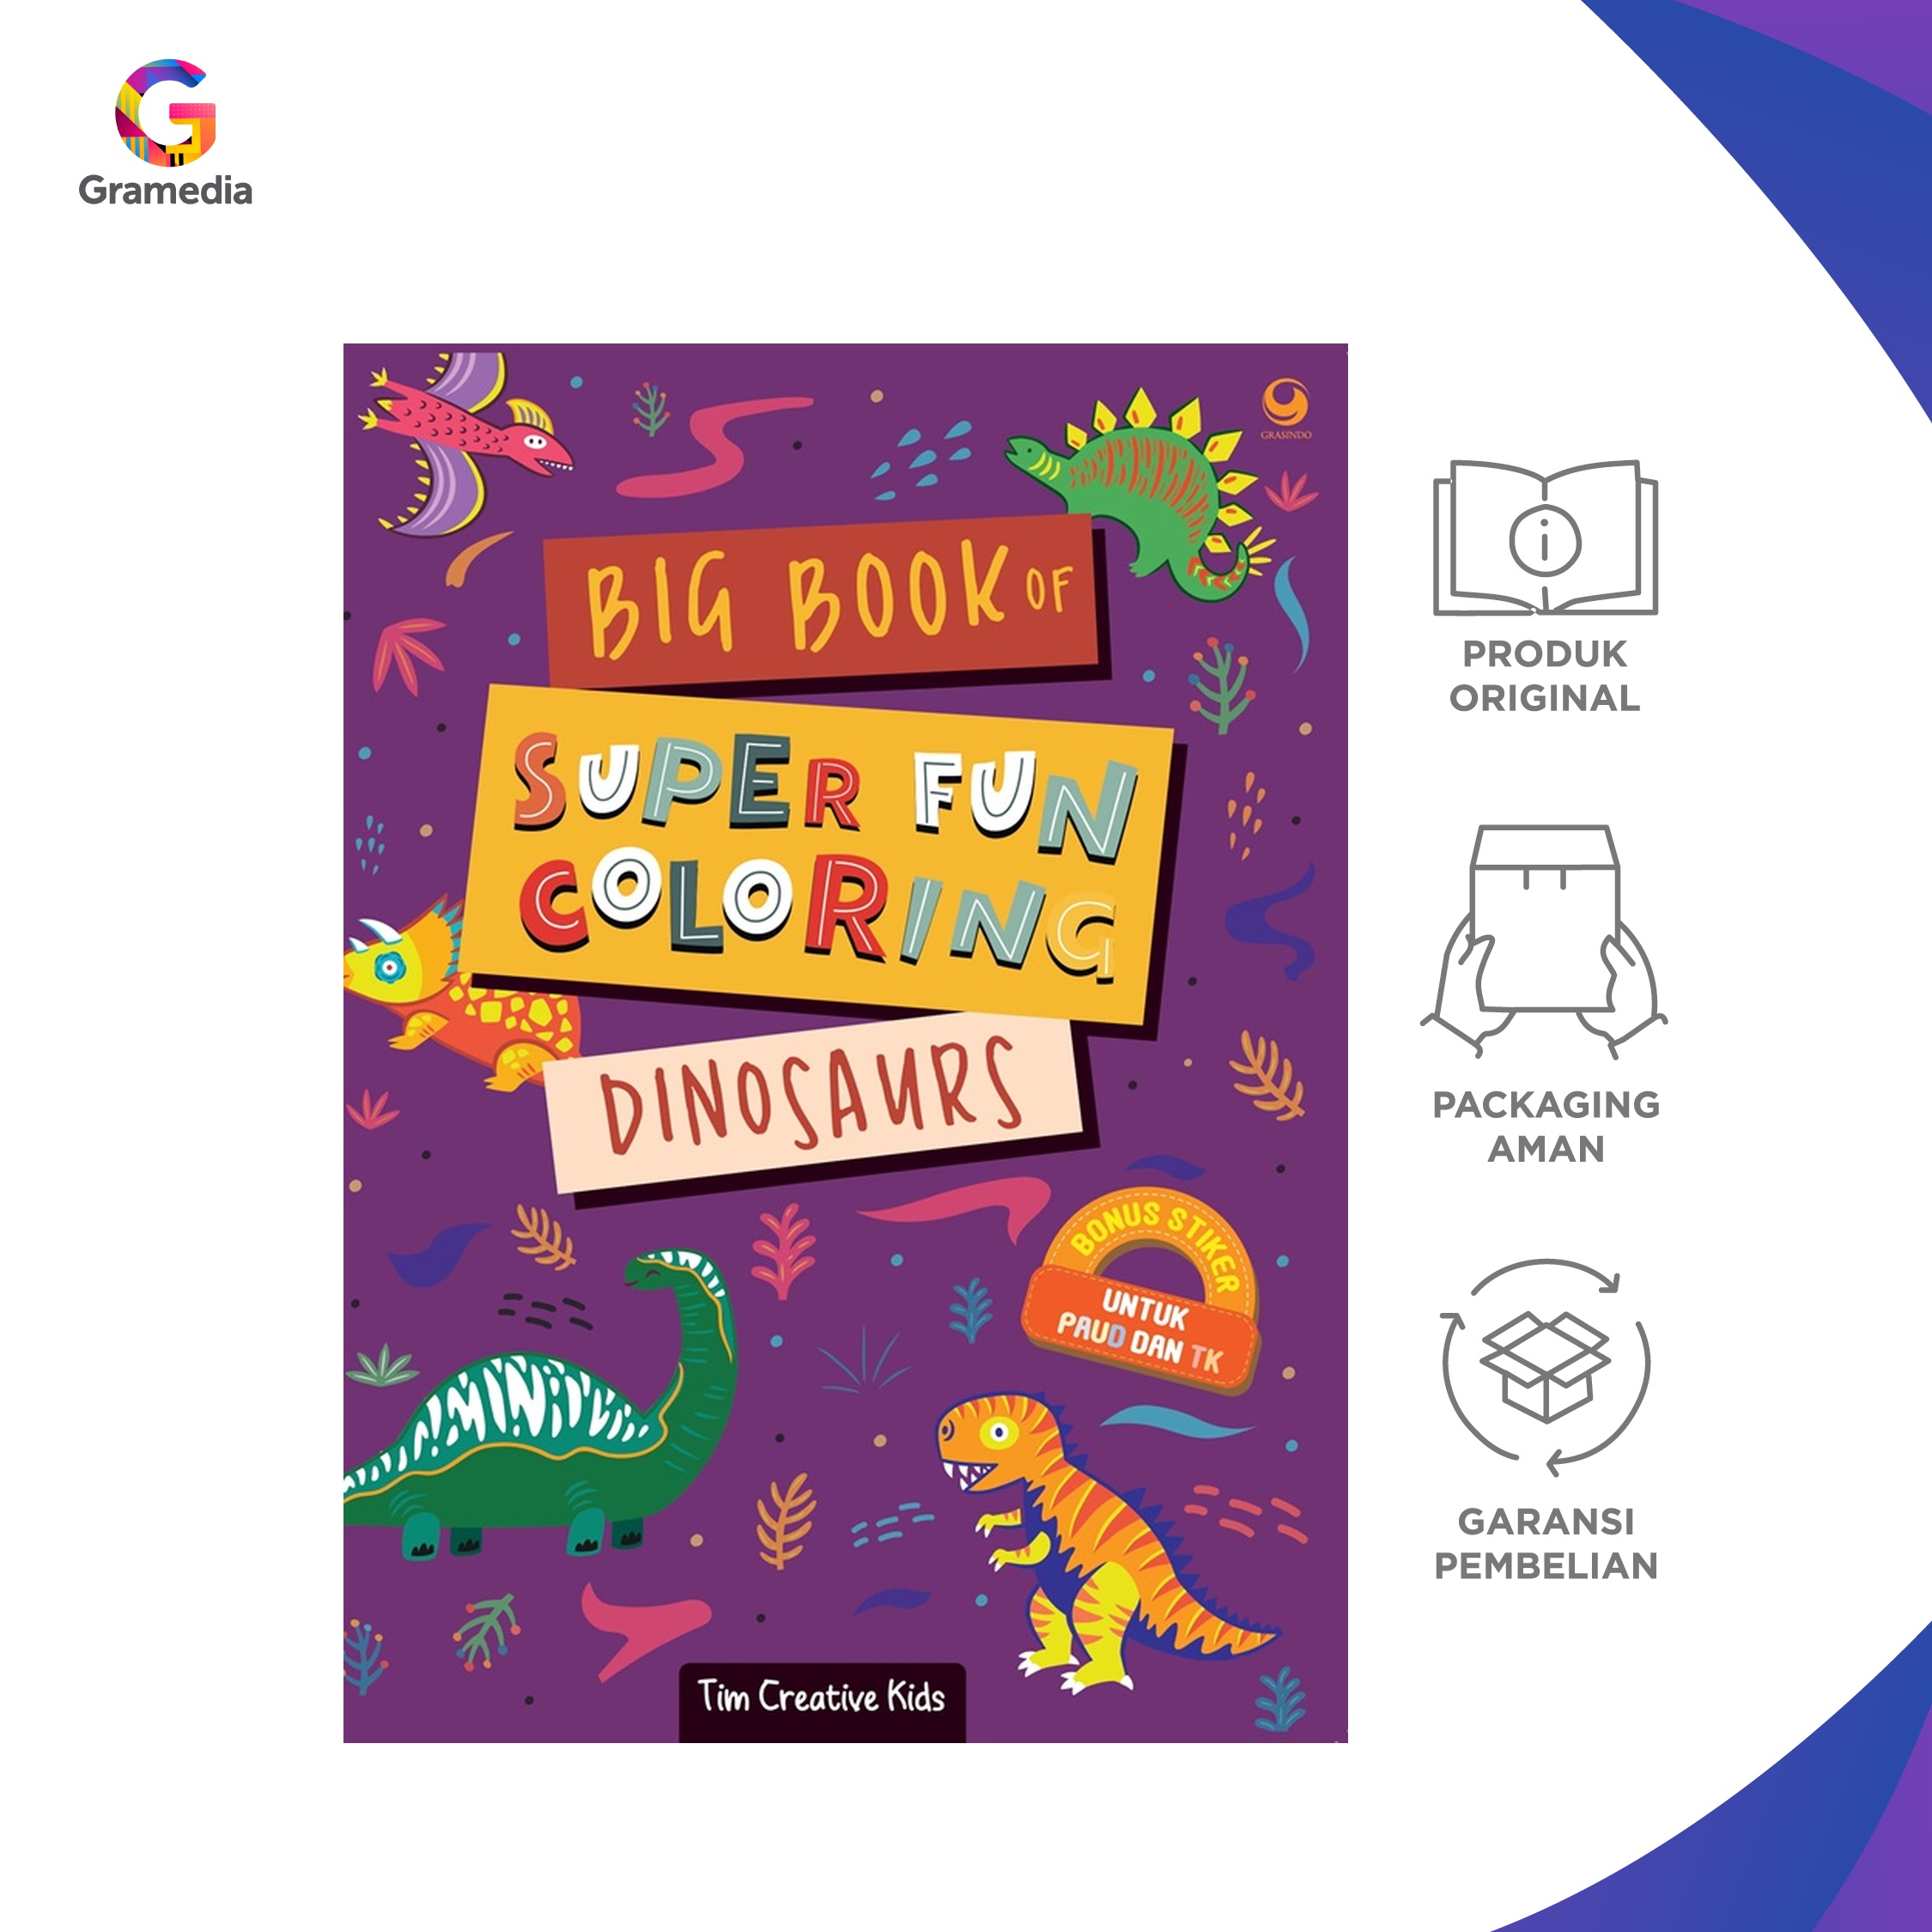 Gramedia
GRASINDO
BIG BOOK OF
SUPER FUN
COLORING
DINOSAURS
BONUS STIKER
UNTUK
PAUD DAN TK
Tim Creative Kids
PRODUK
ORIGINAL
PACKAGING
AMAN
GARANSI
PEMBELIAN